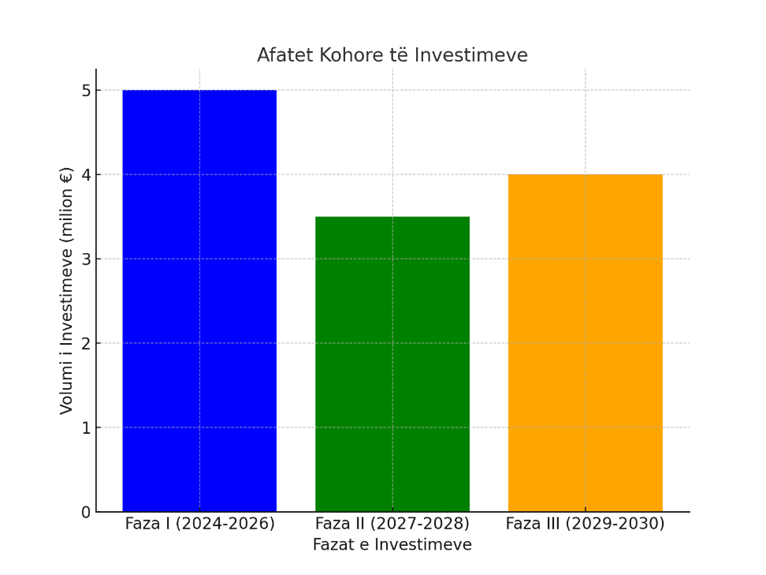 Afatet Kohore të Investimeve
Volumi i Investimeve (milion €)
5
4
3
2
1
0
Faza I (2024-2026) Faza II (2027-2028) Faza III (2029-2030)
Fazat e Investimeve